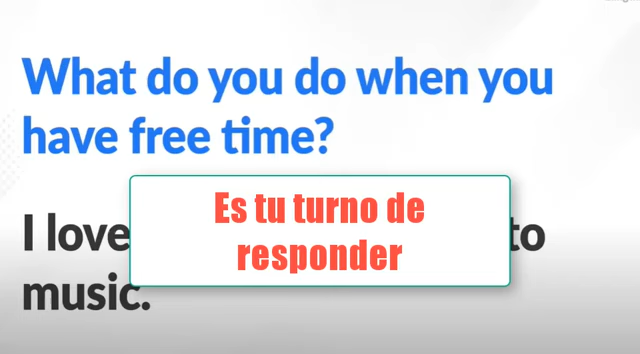 What do you do when you
have free time?
Es tu turno de
responder
I love to
music.